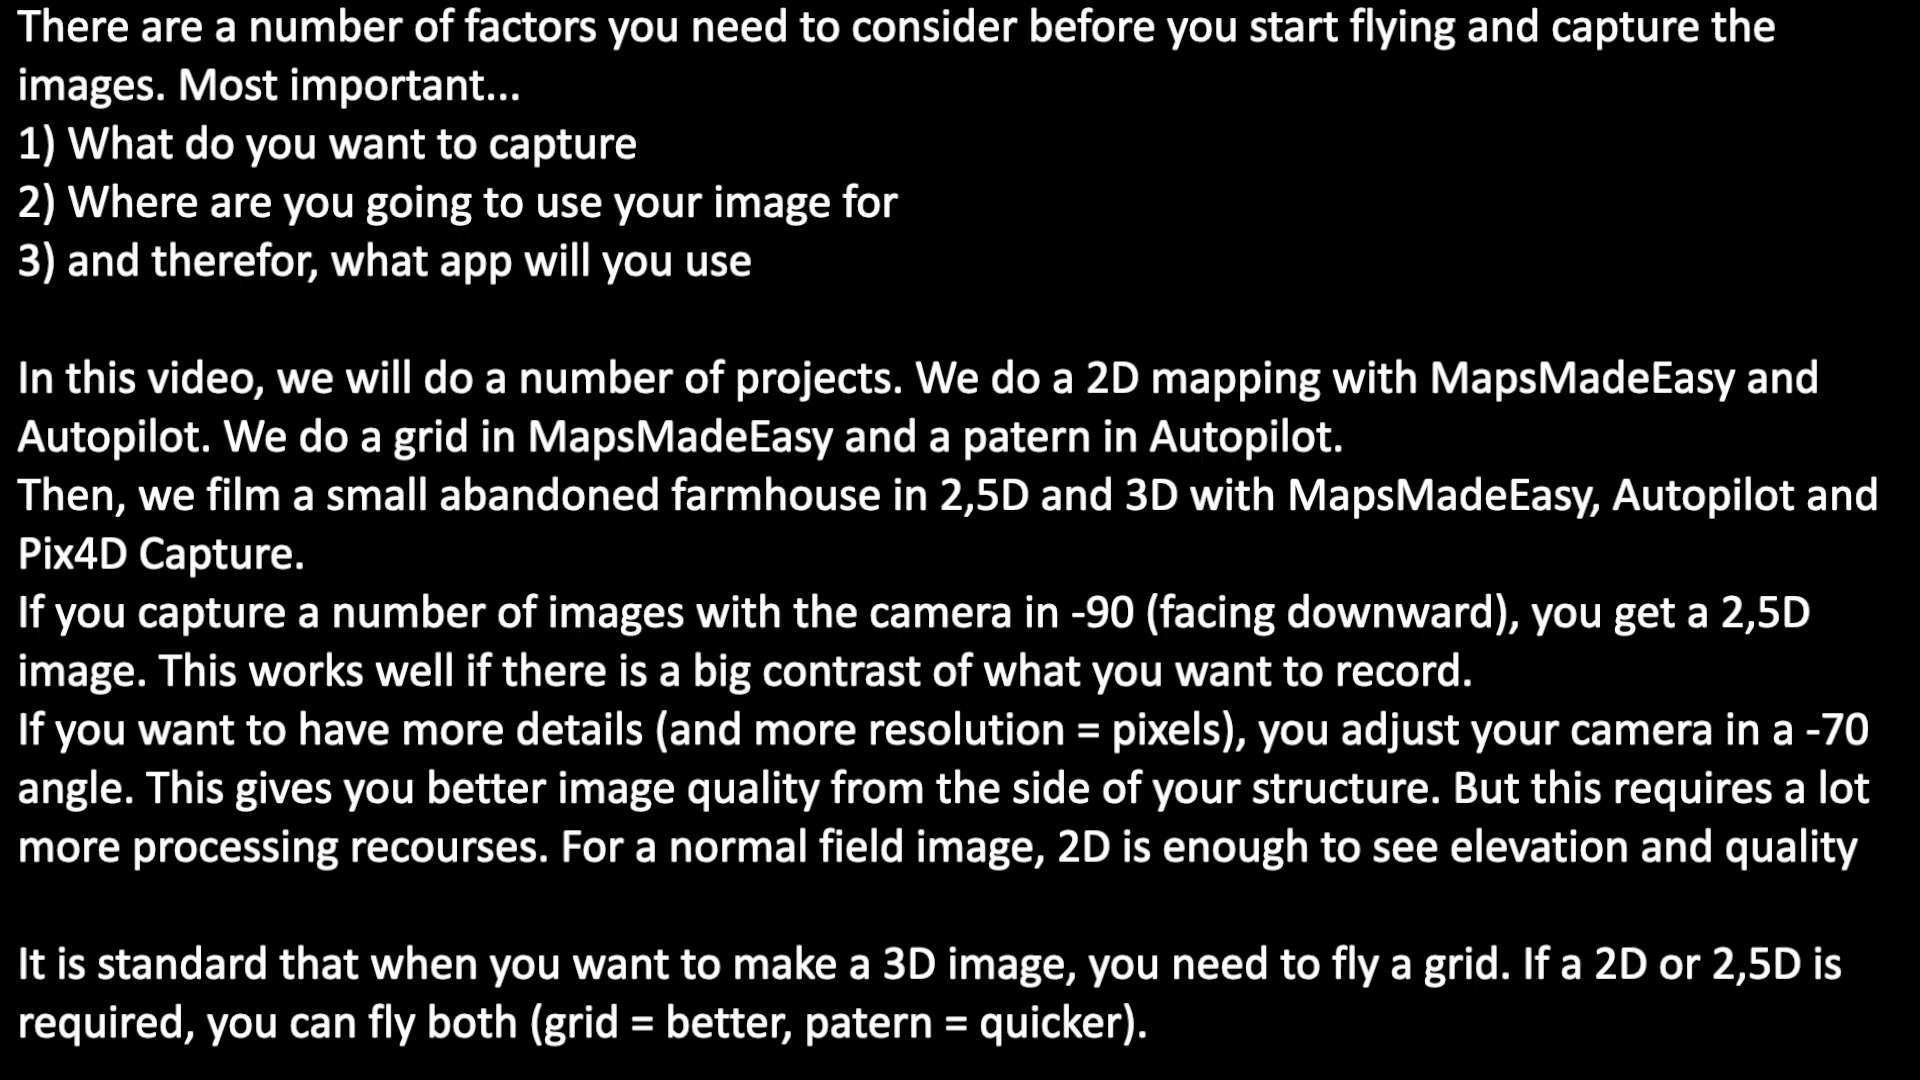 There are a number of factors you need to consider before you start flying and capture the
images. Most important...
1) What do you want to capture
2) Where are you going to use your image for
3) and therefor, what app will you use
In this video, we will do a number of projects. We do a 2D mapping with MapsMadeEasy and
Autopilot. We do a grid in MapsMadeEasy and a patern in Autopilot.
Then, we film a small abandoned farmhouse in 2,5D and 3D with MapsMadeEasy, Autopilot and
Pix4D Capture.
If you capture a number of images with the camera in -90 (facing downward), you get a 2,5D
image. This works well if there is a big contrast of what you want to record.
If you want to have more details (and more resolution = pixels), you adjust your camera in a -70
angle. This gives you better image quality from the side of your structure. But this requires a lot
more processing recourses. For a normal field image, 2D is enough to see elevation and quality
It is standard that when you want to make a 3D image, you need to fly a grid. If a 2D or 2,5D is
required, you can fly both (grid = better, patern = quicker).